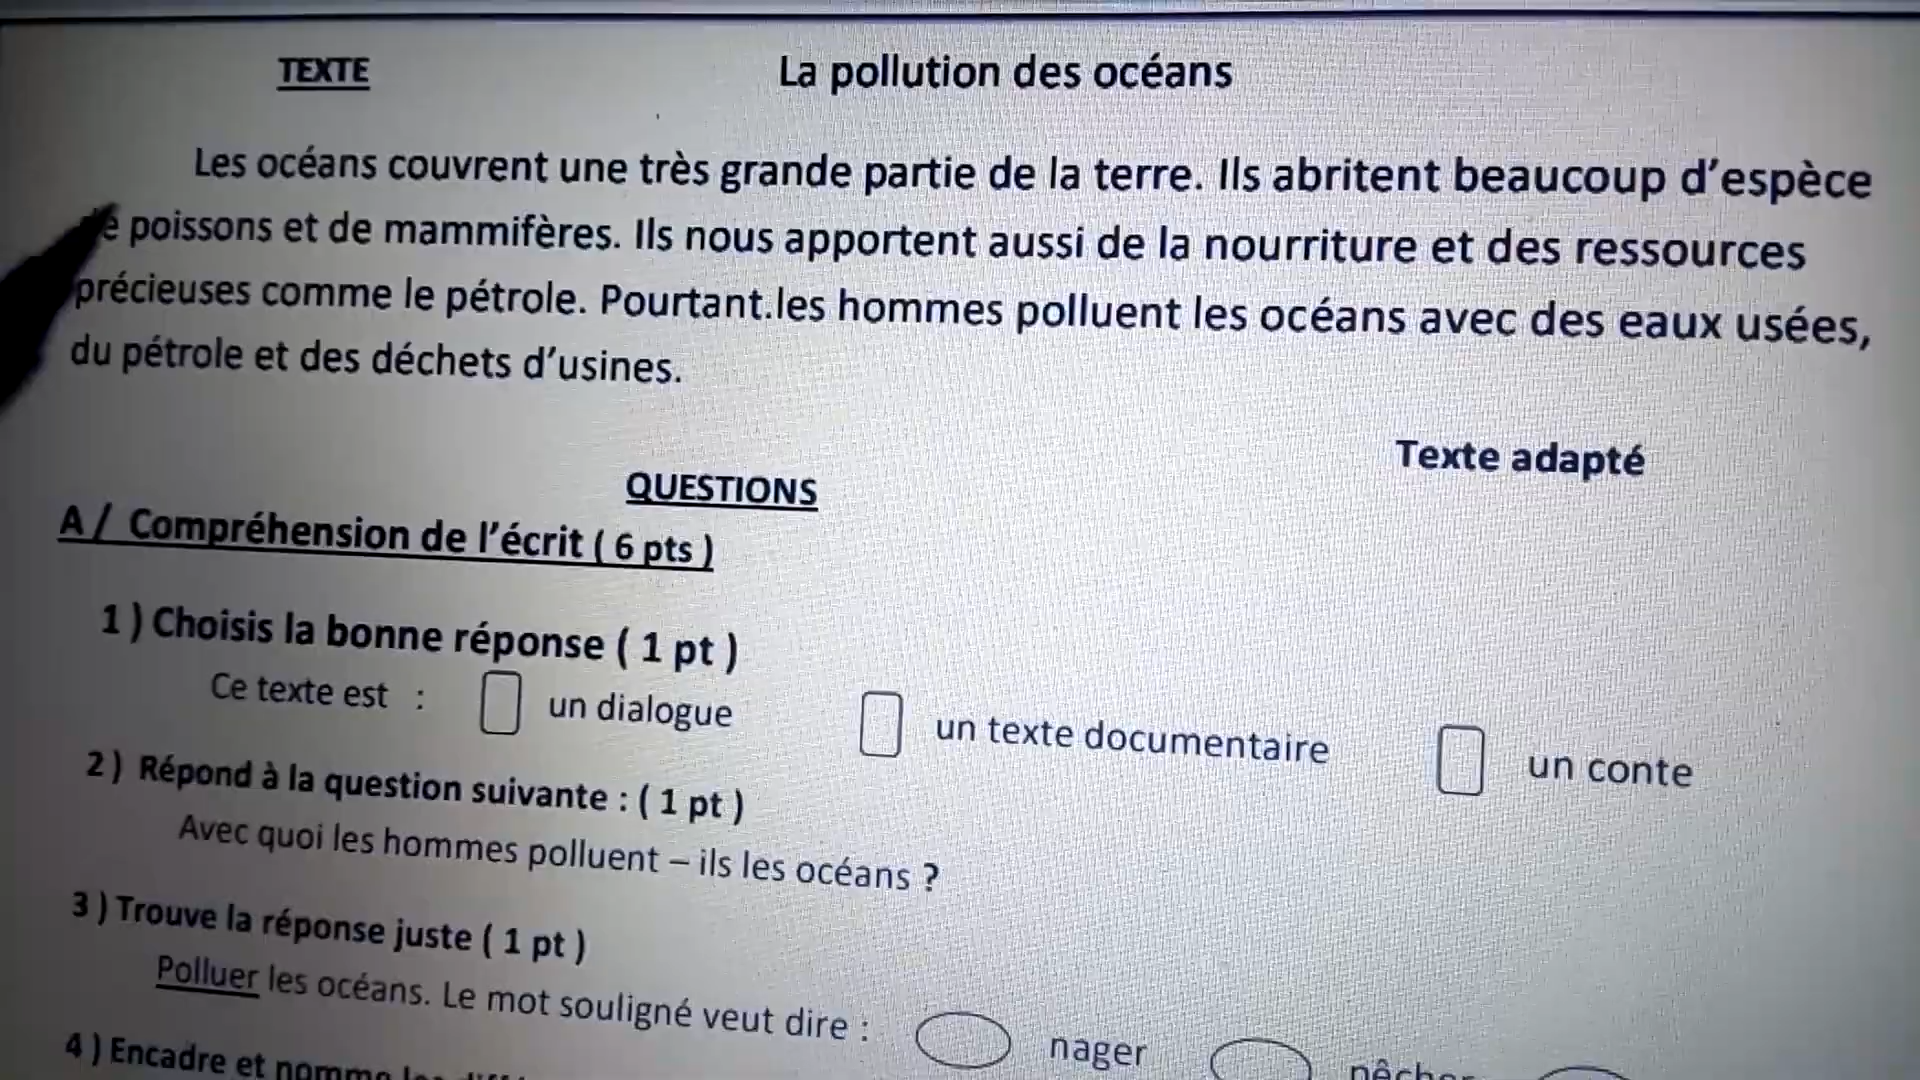 TEXTE
La pollution des océans
Les océans couvrent une très grande partie de la terre. Ils abritent beaucoup d'espèce
poissons et de mammifères. Ils nous apportent aussi de la nourriture et des ressources
précieuses comme le pétrole. Pourtant.les hommes polluent les océans avec des eaux usées,
du pétrole et des déchets d'usines.
Texte adapté
QUESTIONS
A / Compréhension de l'écrit ( 6 pts )
1 ) Choisis la bonne réponse ( 1 pt )
Ce texte est : un dialogue un texte documentaire un conte
2 ) Répond à la question suivante : ( 1 pt )
Avec quoi les hommes polluent – ils les océans ?
3 ) Trouve la réponse juste ( 1 pt )
Polluer les océans. Le mot souligné veut dire : nager pêcher
4 ) Encadre et nomme